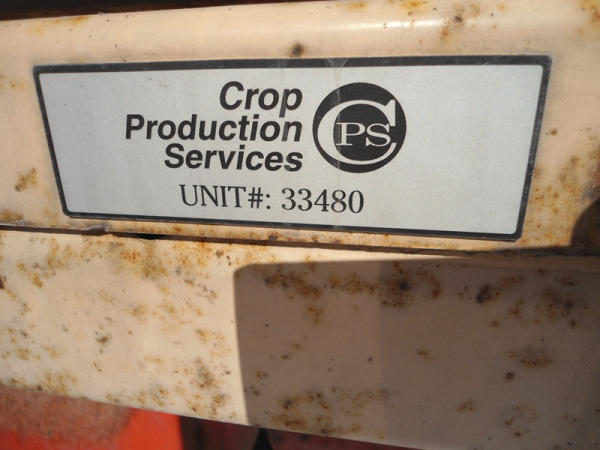 Crop
Production
Services
CPS
UNIT#: 33480